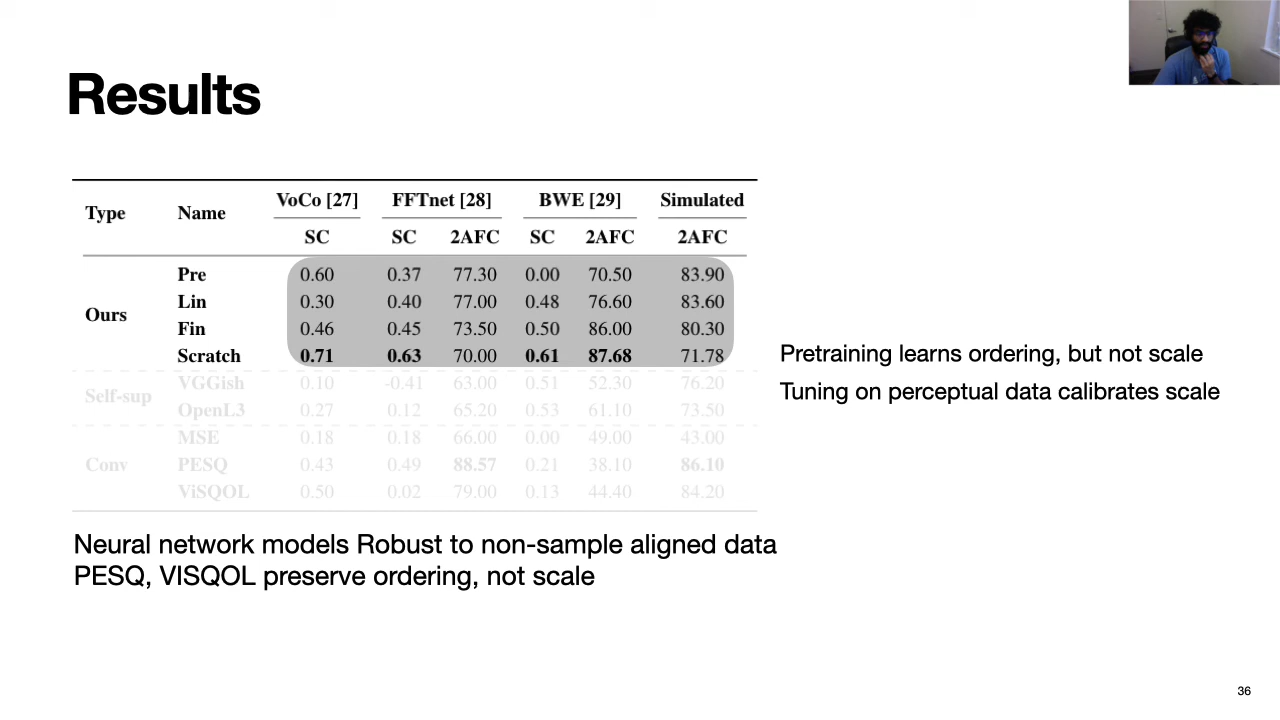 Results
Type Name VoCo [27] FFTnet [28] BWE [29] Simulated
SC SC 2AFC SC 2AFC 2AFC
Pre 0.60 0.37 77.30 0.00 70.50 83.90
Lin 0.30 0.40 77.00 0.48 76.60 83.60
Ours
Fin 0.46 0.45 73.50 0.50 86.00 80.30
Scratch 0.71 0.63 70.00 0.61 87.68 71.78
Self-sup
VGGish 0.10 -0.41 63.00 0.51 52.30 76.20
OpenL3 0.27 0.12 65.20 0.53 61.10 73.50
MSE 0.18 0.18 66.00 0.00 49.00 43.00
Conv PESQ 0.43 0.49 88.57 0.21 38.10 86.10
ViSQOL 0.50 0.02 79.00 0.13 44.40 84.20
Pretraining learns ordering, but not scale
Tuning on perceptual data calibrates scale
Neural network models Robust to non-sample aligned data
PESQ, VISQOL preserve ordering, not scale
36